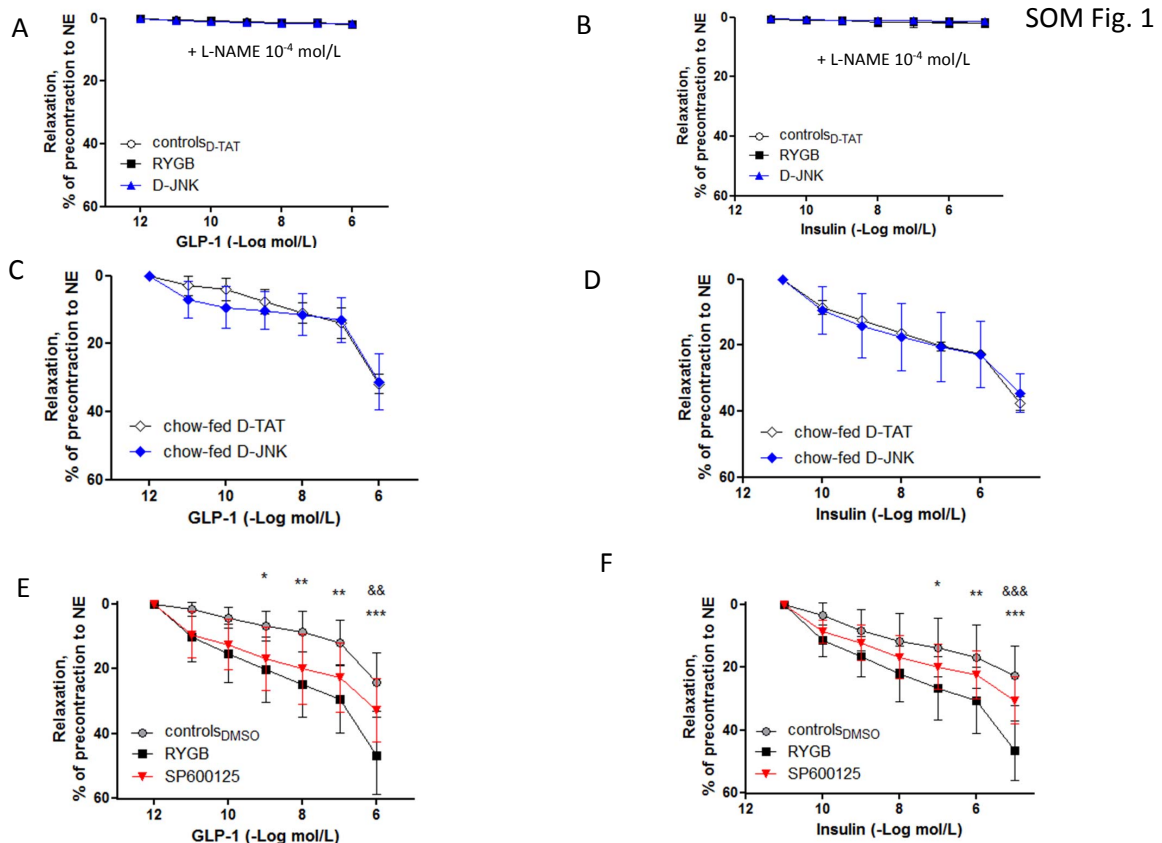 SOM Fig. 1
A
Relaxation,
% of precontraction to NE
0
20
40
60
+ L-NAME 10-4 mol/L
controlsD-TAT
RYGB
D-JNK
12 10 8 6
GLP-1 (-Log mol/L)
B
Relaxation,
% of precontraction to NE
0
20
40
60
+ L-NAME 10-4 mol/L
controlsD-TAT
RYGB
D-JNK
12 10 8 6
Insulin (-Log mol/L)
C
Relaxation,
% of precontraction to NE
0
20
40
60
chow-fed D-TAT
chow-fed D-JNK
12 10 8 6
GLP-1 (-Log mol/L)
D
Relaxation,
% of precontraction to NE
0
20
40
60
chow-fed D-TAT
chow-fed D-JNK
12 10 8 6
Insulin (-Log mol/L)
E
Relaxation,
% of precontraction to NE
* ** ** &&
***
0
20
40
60
controlsDMSO
RYGB
SP600125
12 10 8 6
GLP-1 (-Log mol/L)
F
Relaxation,
% of precontraction to NE
* ** &&&
***
0
20
40
60
controlsDMSO
RYGB
SP600125
12 10 8 6
Insulin (-Log mol/L)